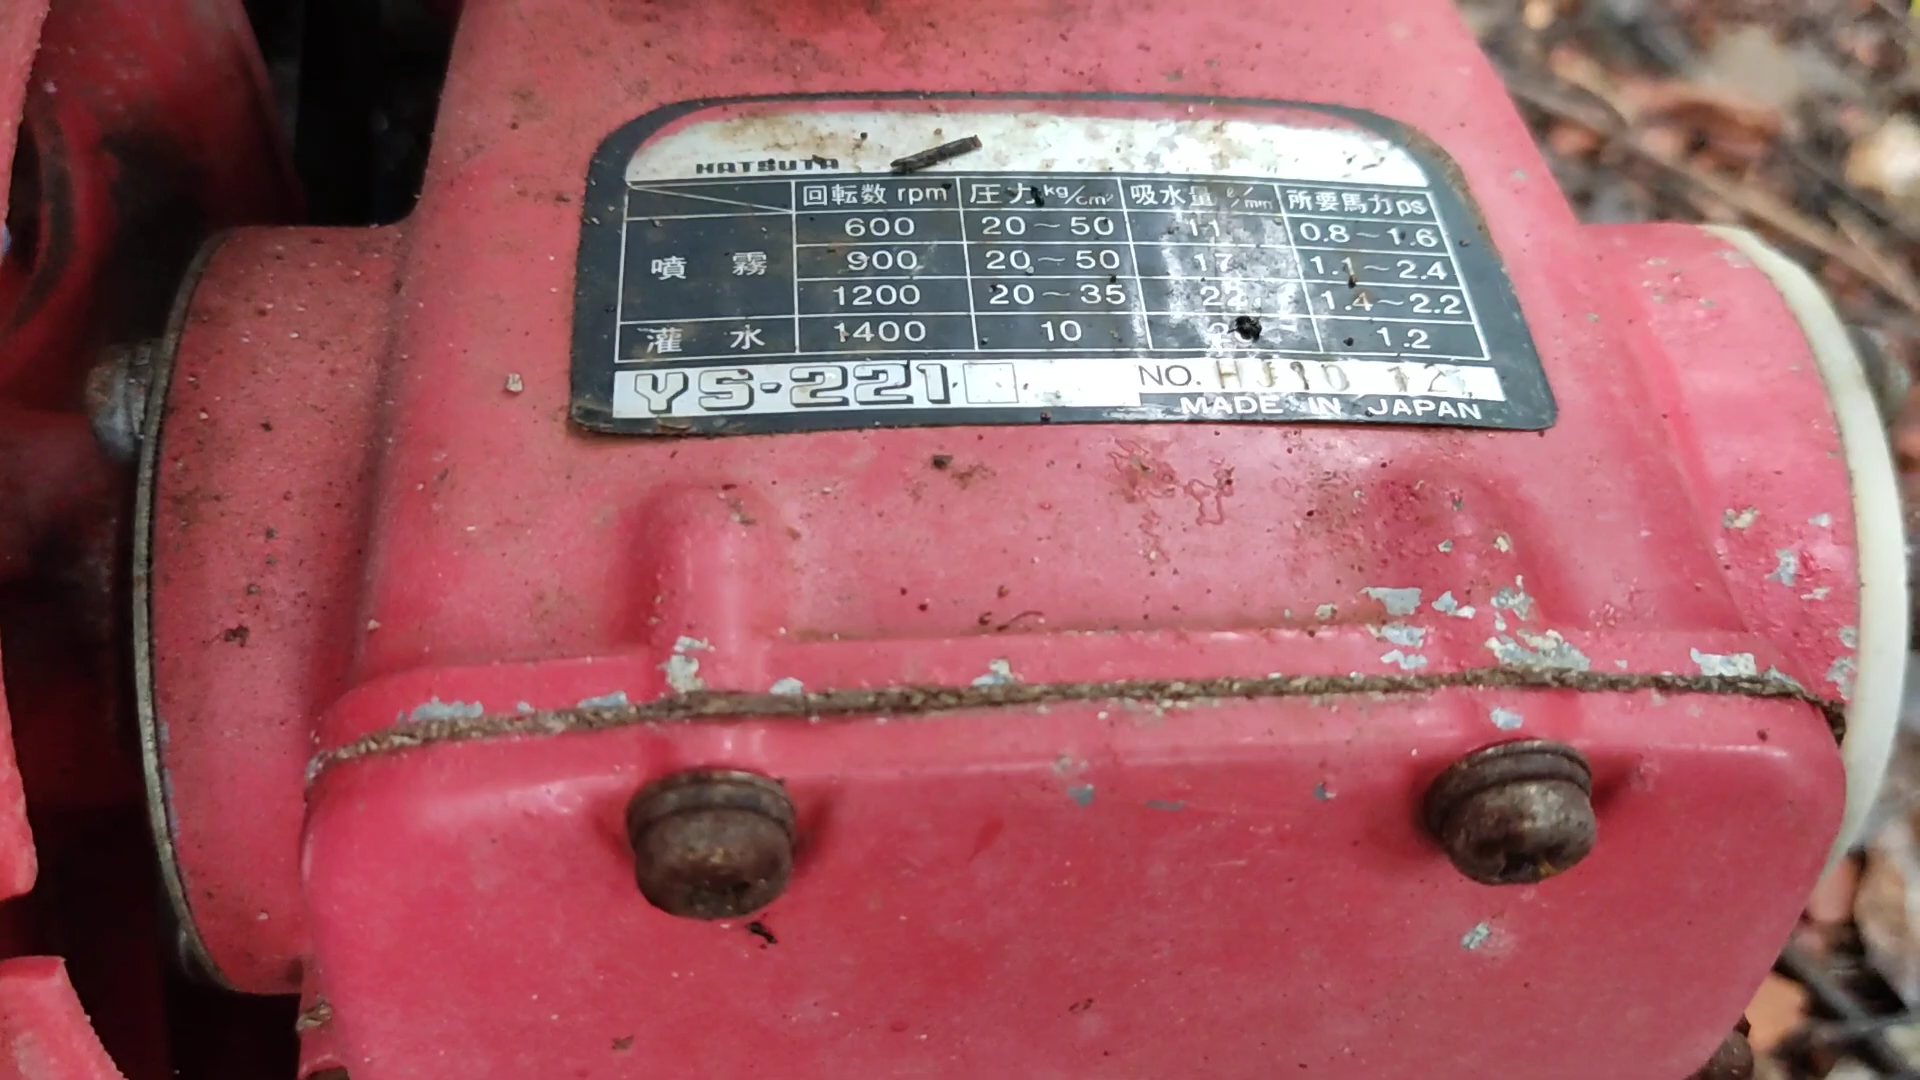 HATSUTA
回転数 rpm 圧力 kg/cm² 吸水量 ℓ/min 所要馬力 ps
噴霧 600 20~50 11 0.8~1.6
900 20~50 17 1.1~2.4
1200 20~35 22 1.4~2.2
灌水 1400 10 1.2
YS-221
NO.
MADE IN JAPAN